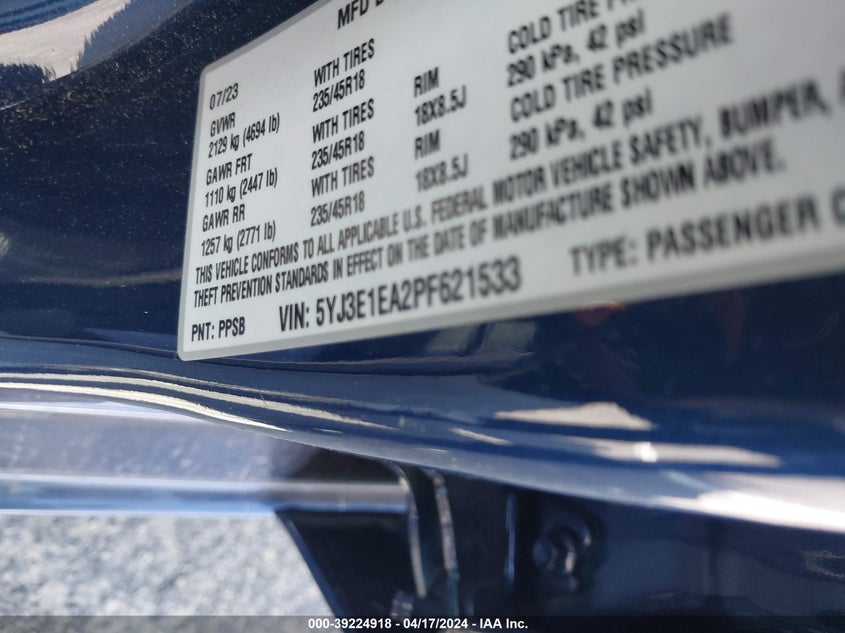 MFD
07/23
GVWR
2129 kg (4694 lb)
GAWR FRT
1110 kg (2447 lb)
GAWR RR
1257 kg (2771 lb)
WITH TIRES
235/45R18
WITH TIRES
235/45R18
WITH TIRES
235/45R18
RIM
18X8.5J
RIM
18X8.5J
COLD TIRE
290 kPa, 42 psi
COLD TIRE PRESSURE
290 kPa, 42 psi
THIS VEHICLE CONFORMS TO ALL APPLICABLE U.S. FEDERAL MOTOR VEHICLE SAFETY, BUMPER,
THEFT PREVENTION STANDARDS IN EFFECT ON THE DATE OF MANUFACTURE SHOWN ABOVE.
PNT: PPSB VIN: 5YJ3E1EA2PF621533 TYPE: PASSENGER
000-39224918 - 04/17/2024 - IAA Inc.